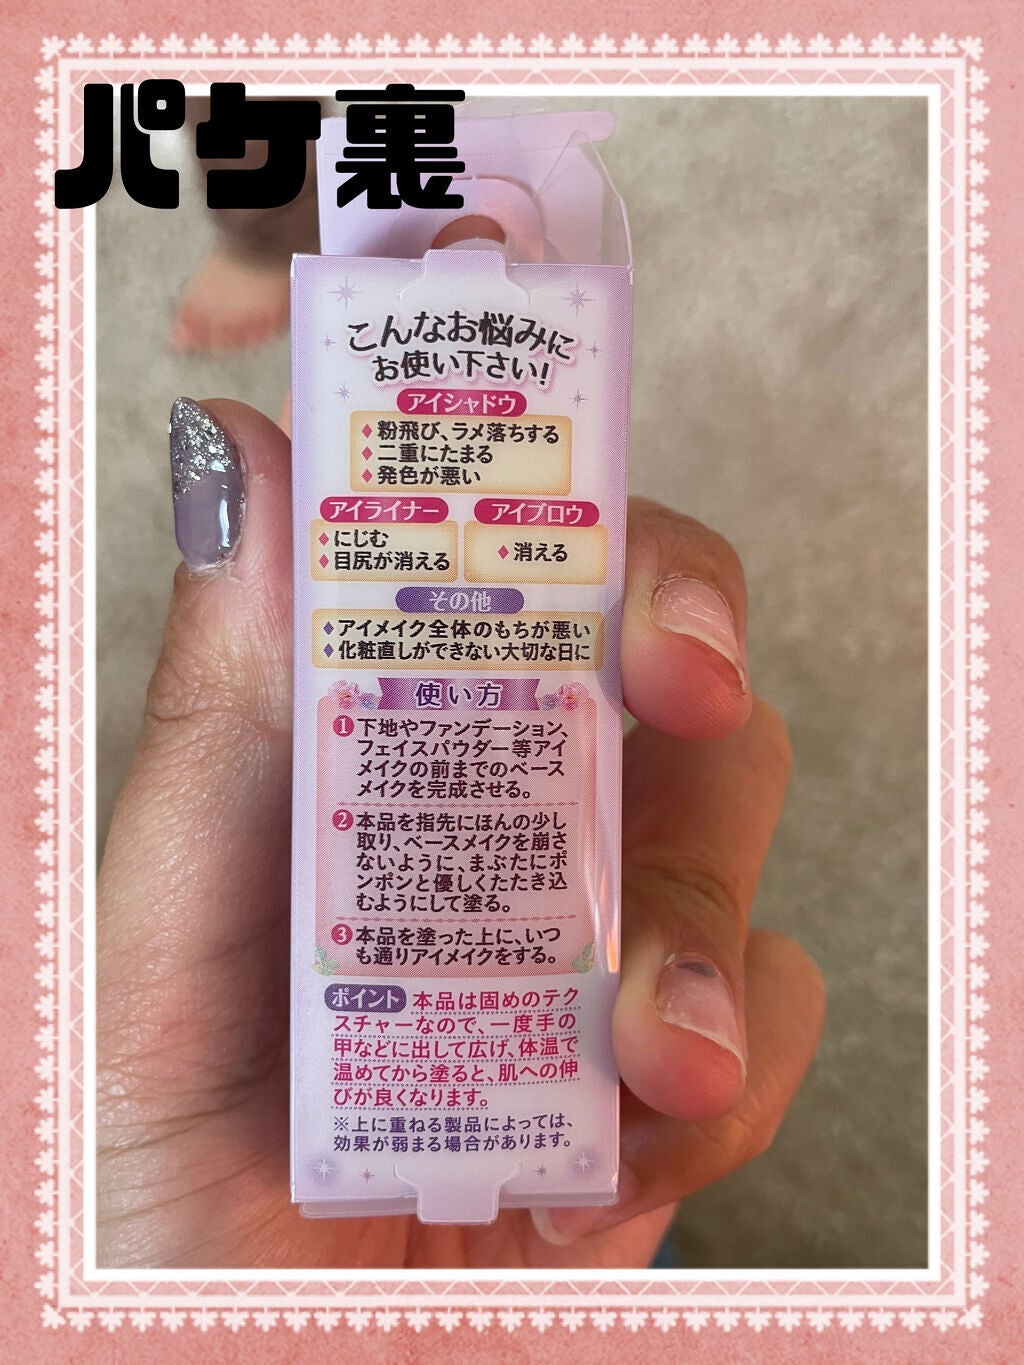 パケ裏
こんなお悩みに
お使い下さい!
アイシャドウ
♦粉飛び、ラメ落ちする
♦二重にたまる
♦発色が悪い
アイライナー
♦にじむ
♦目尻が消える
アイブロウ
♦消える
その他
♦アイメイク全体のもちが悪い
♦化粧直しができない大切な日に
使い方
1 下地やファンデーション、
フェイスパウダー等アイ
メイクの前までのベース
メイクを完成させる。
2 本品を指先にほんの少し
取り、ベースメイクを崩さ
ないように、まぶたにポ
ンポンと優しくたたき込
むようにして塗る。
3 本品を塗った上に、いつ
も通りアイメイクをする。
ポイント 本品は固めのテク
スチャーなので、一度手の
甲などに出して広げ、体温で
温めてから塗ると、肌への伸
びが良くなります。
※上に重ねる製品によっては、
効果が弱まる場合があります。